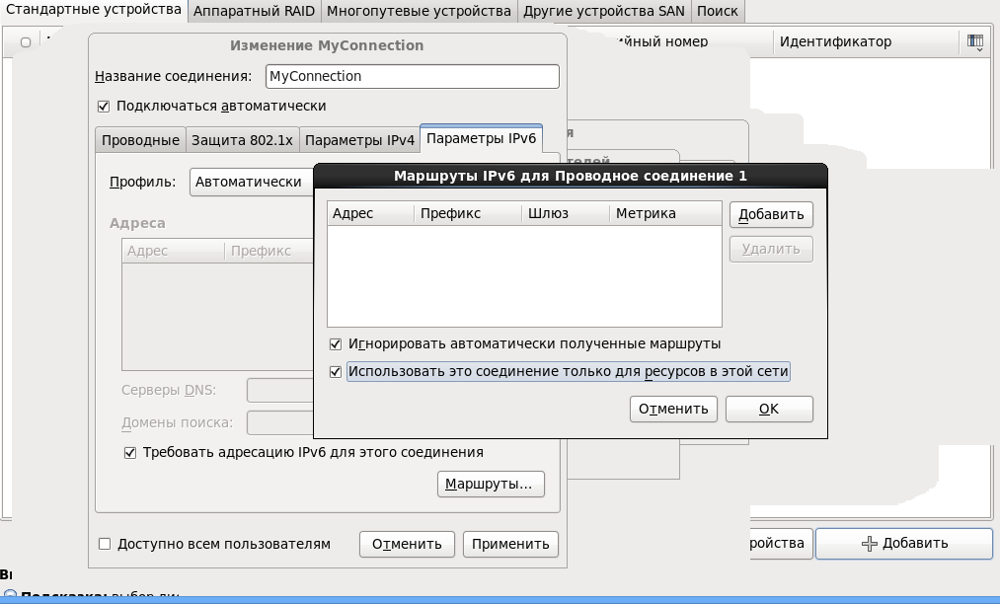 Стандартные устройства Аппаратный RAID Многопутевые устройства Другие устройства SAN Поиск
Идентификатор
номер
Изменение MyConnection
Название соединения: MyConnection
Подключаться автоматически
Проводные Защита 802.1x Параметры IPv4 Параметры IPv6
Профиль: Автоматически
Адреса
Адрес Префикс
Серверы DNS:
Домены поиска:
Требовать адресацию IPv6 для этого соединения
Маршруты...
Доступно всем пользователям Отменить Применить
Маршруты IPv6 для Проводное соединение 1
Адрес Префикс Шлюз Метрика
Добавить
Удалить
Игнорировать автоматически полученные маршруты
Использовать это соединение только для ресурсов в этой сети
Отменить OK
Добавить
Подсказка: